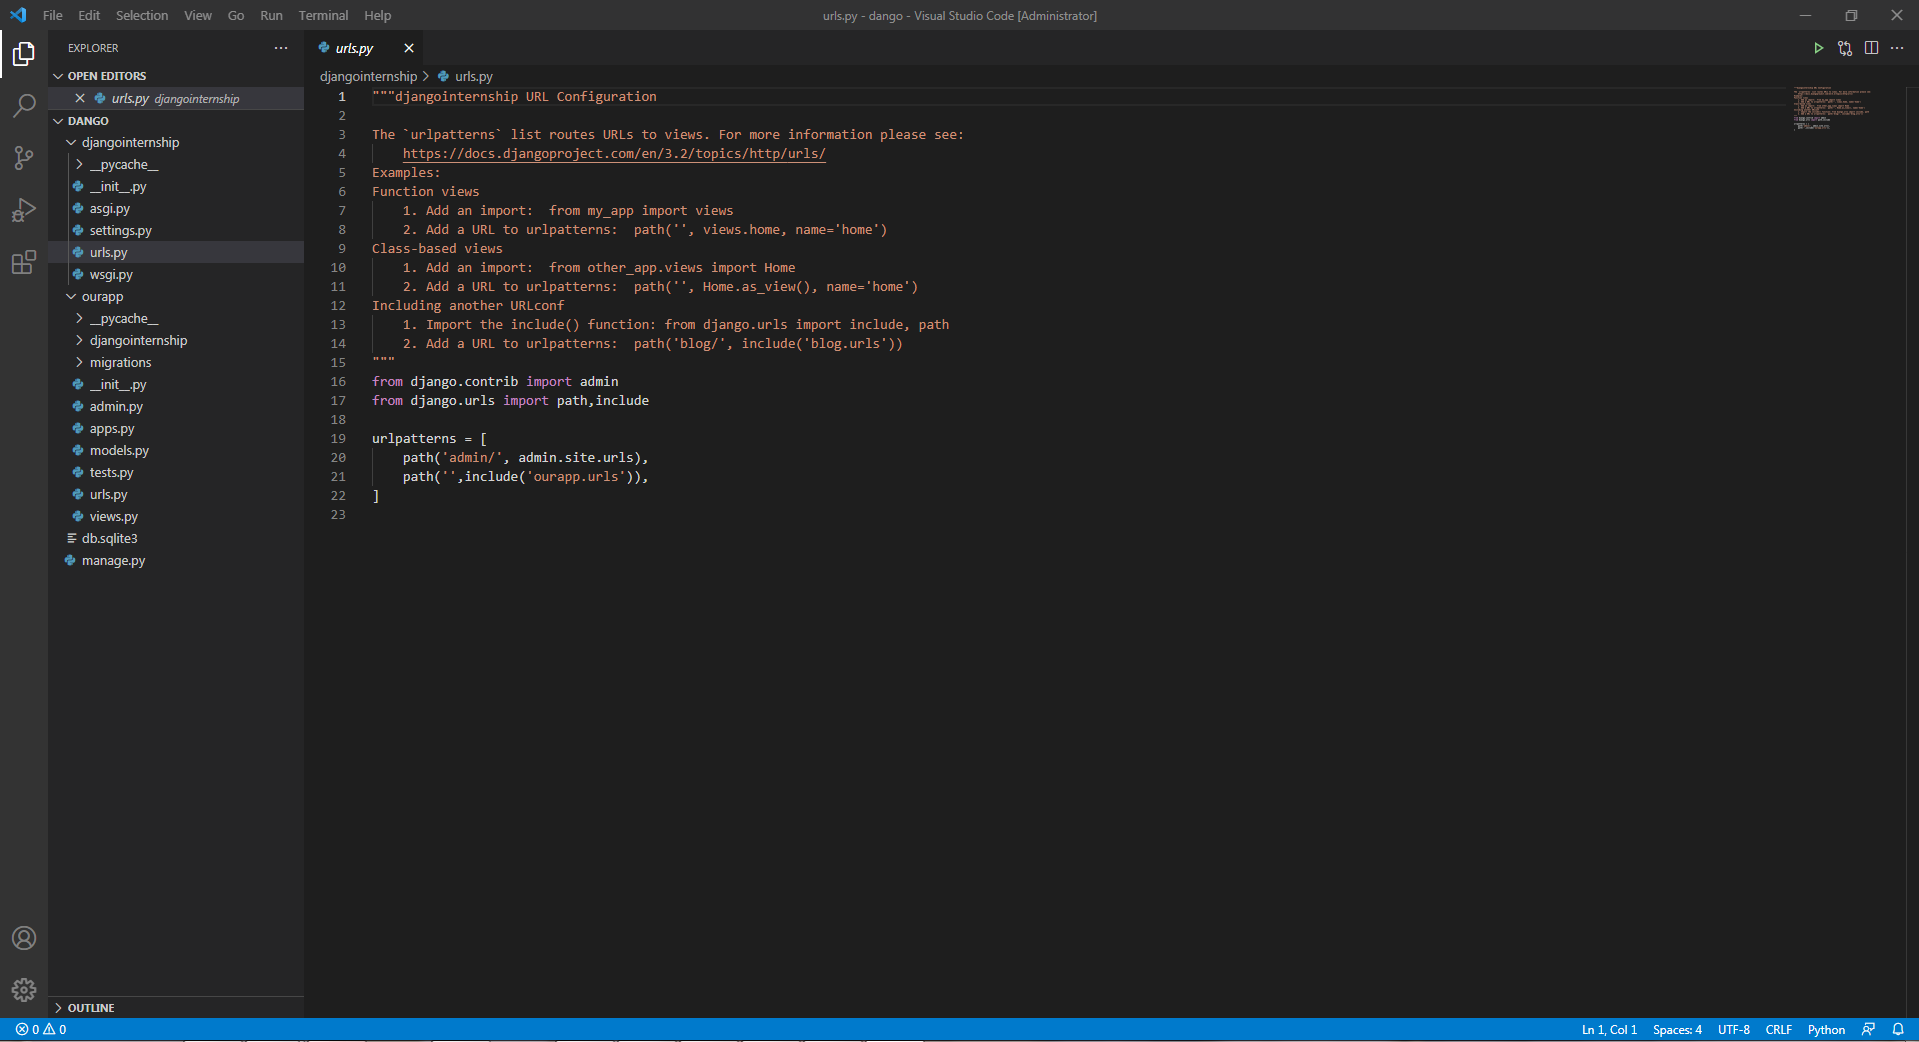 File Edit Selection View Go Run Terminal Help
urls.py - dango - Visual Studio Code [Administrator]
EXPLORER
OPEN EDITORS
urls.py djangointernship
DANGO
djangointernship
__pycache__
__init__.py
asgi.py
settings.py
urls.py
wsgi.py
ourapp
__pycache__
djangointernship
migrations
__init__.py
admin.py
apps.py
models.py
tests.py
urls.py
views.py
db.sqlite3
manage.py
OUTLINE
urls.py
djangointernship > urls.py
1 """djangointernship URL Configuration
2
3 The `urlpatterns` list routes URLs to views. For more information please see:
4     https://docs.djangoproject.com/en/3.2/topics/http/urls/
5 Examples:
6 Function views
7     1. Add an import:  from my_app import views
8     2. Add a URL to urlpatterns:  path('', views.home, name='home')
9 Class-based views
10     1. Add an import:  from other_app.views import Home
11     2. Add a URL to urlpatterns:  path('', Home.as_view(), name='home')
12 Including another URLconf
13     1. Import the include() function: from django.urls import include, path
14     2. Add a URL to urlpatterns:  path('blog/', include('blog.urls'))
15 """
16 from django.contrib import admin
17 from django.urls import path,include
18
19 urlpatterns = [
20     path('admin/', admin.site.urls),
21     path('',include('ourapp.urls')),
22 ]
23
0 0
Ln 1, Col 1 Spaces: 4 UTF-8 CRLF Python